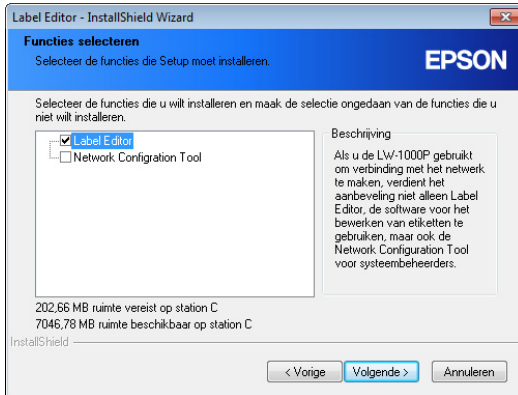 Label Editor - InstallShield Wizard
Functies selecteren
Selecteer de functies die Setup moet installeren.
EPSON
Selecteer de functies die u wilt installeren en maak de selectie ongedaan van de functies die u
niet wilt installeren.
Label Editor
Network Configration Tool
Beschrijving
Als u de LW-1000P gebruikt
om verbinding met het netwerk
te maken, verdient het
aanbeveling niet alleen Label
Editor, de software voor het
bewerken van etiketten te
gebruiken, maar ook de
Network Configuration Tool
voor systeembeheerders.
202,66 MB ruimte vereist op station C
7046,78 MB ruimte beschikbaar op station C
InstallShield
< Vorige
Volgende >
Annuleren